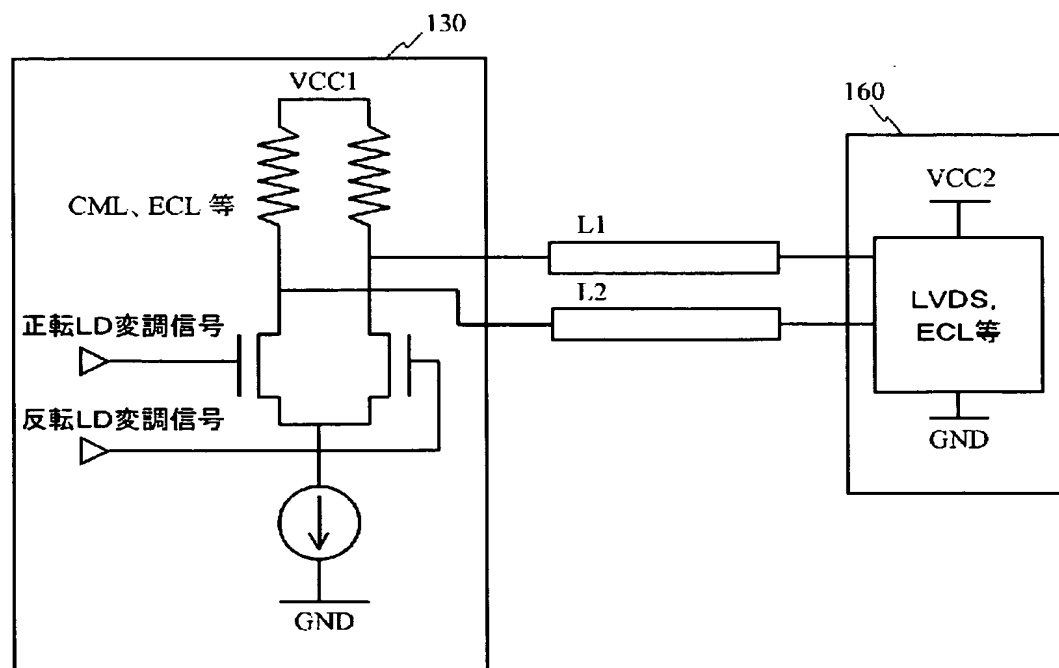 130
VCC1
160
CML、ECL 等
VCC2
L1
L2
LVDS,
ECL等
正転LD変調信号
反転LD変調信号
GND
GND